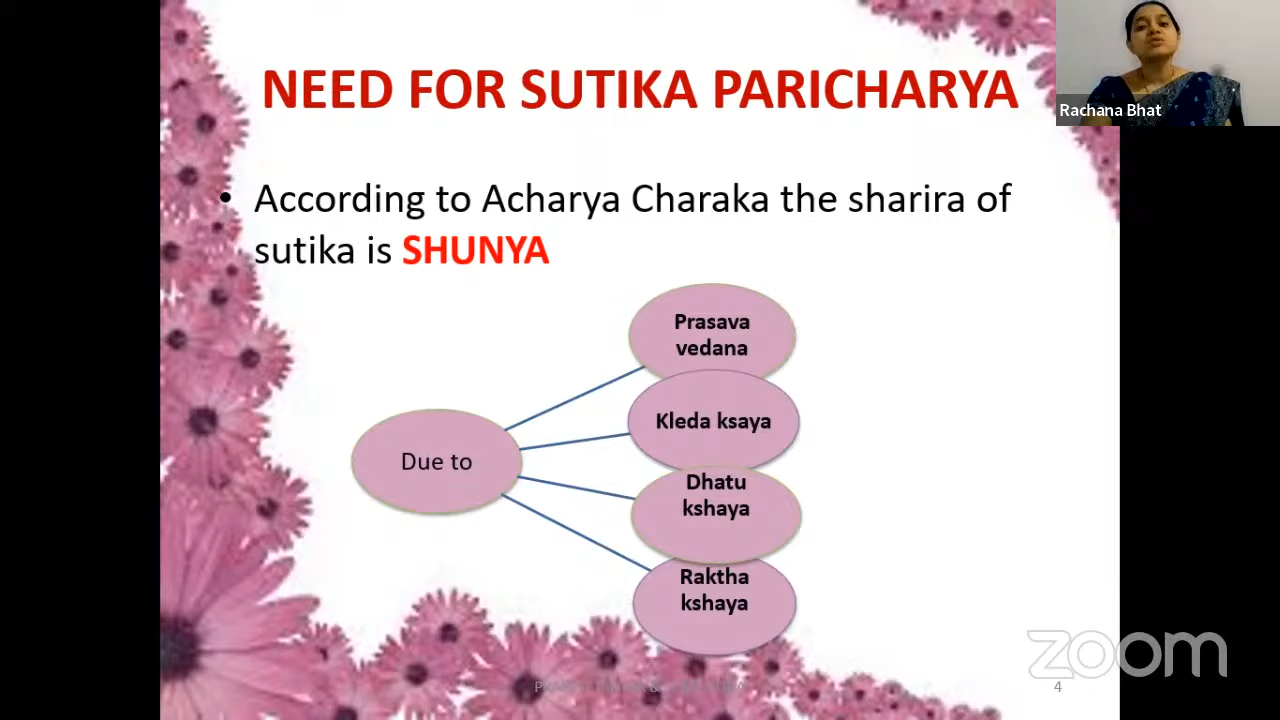 NEED FOR SUTIKA PARICHARYA
Rachana Bhat
• According to Acharya Charaka the sharira of
sutika is SHUNYA
Due to
Prasava
vedana
Kleda ksaya
Dhatu
kshaya
Raktha
kshaya
zoom
4